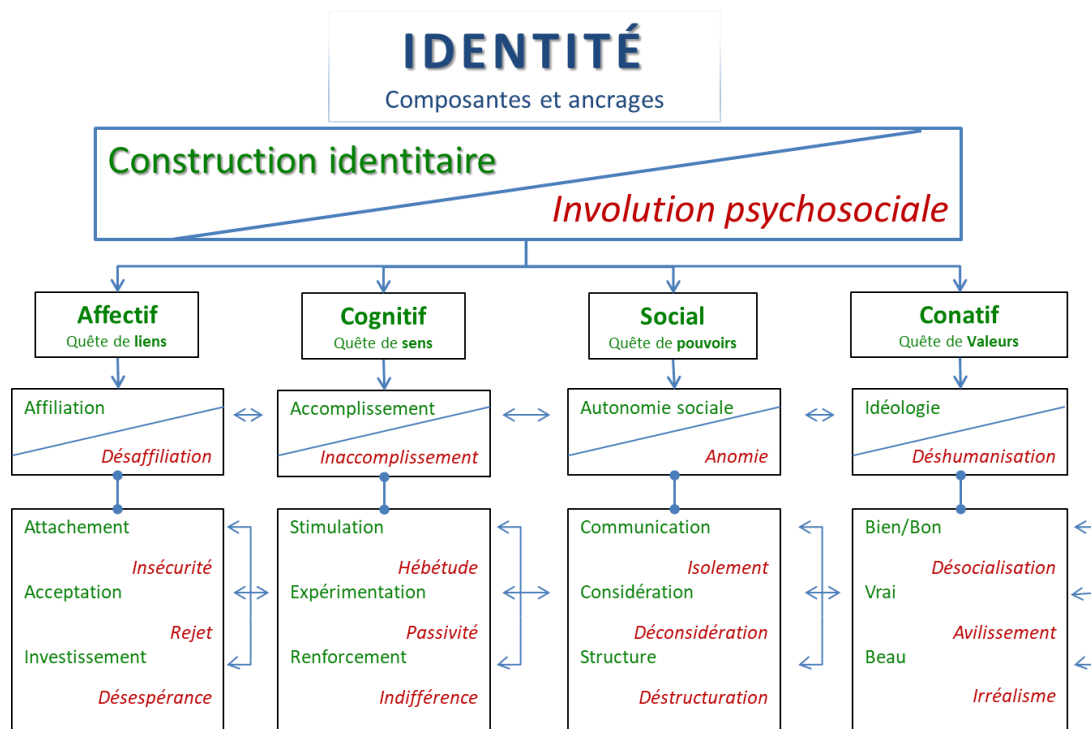 IDENTITÉ
Composantes et ancrages
Construction identitaire
Involution psychosociale
Affectif
Quête de liens
Cognitif
Quête de sens
Social
Quête de pouvoirs
Conatif
Quête de Valeurs
Affiliation
Désaffiliation
Accomplissement
Inaccomplissement
Autonomie sociale
Anomie
Idéologie
Déshumanisation
Attachement
Insécurité
Acceptation
Rejet
Investissement
Désespérance
Stimulation
Hébétude
Expérimentation
Passivité
Renforcement
Indifférence
Communication
Isolement
Considération
Déconsidération
Structure
Déstructuration
Bien/Bon
Désocialisation
Vrai
Avilissement
Beau
Irréalisme